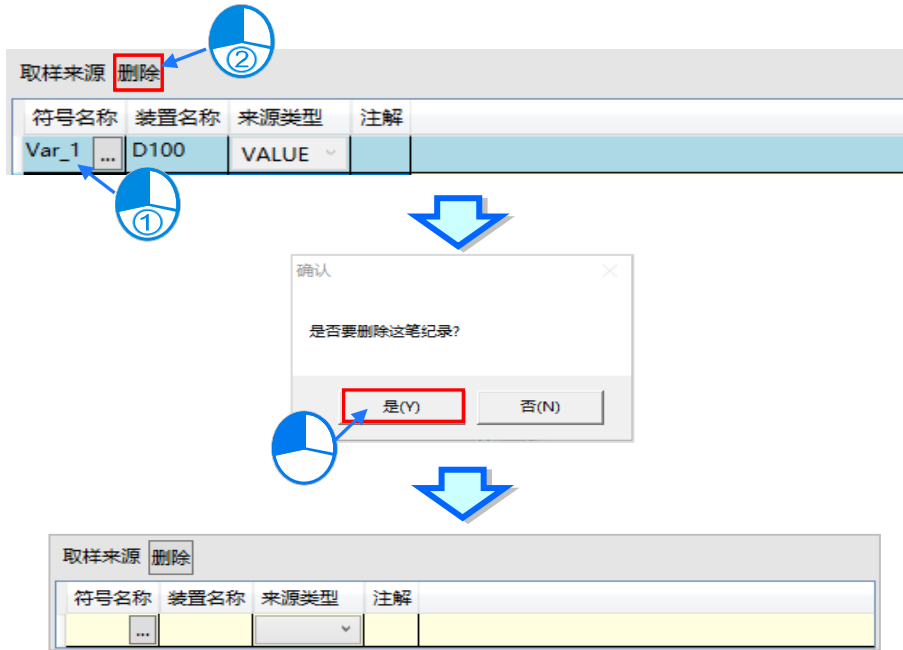 ②
取样来源 删除
符号名称 装置名称 来源类型 注解
Var_1 ... D100 VALUE
①
确认
是否要删除这笔纪录?
是(Y) 否(N)
取样来源 删除
符号名称 装置名称 来源类型 注解
...